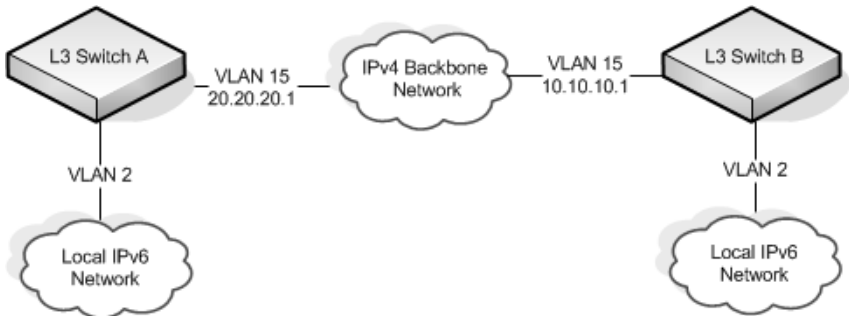 L3 Switch A
VLAN 15
20.20.20.1
IPv4 Backbone
Network
VLAN 15
10.10.10.1
L3 Switch B
VLAN 2
VLAN 2
Local IPv6
Network
Local IPv6
Network